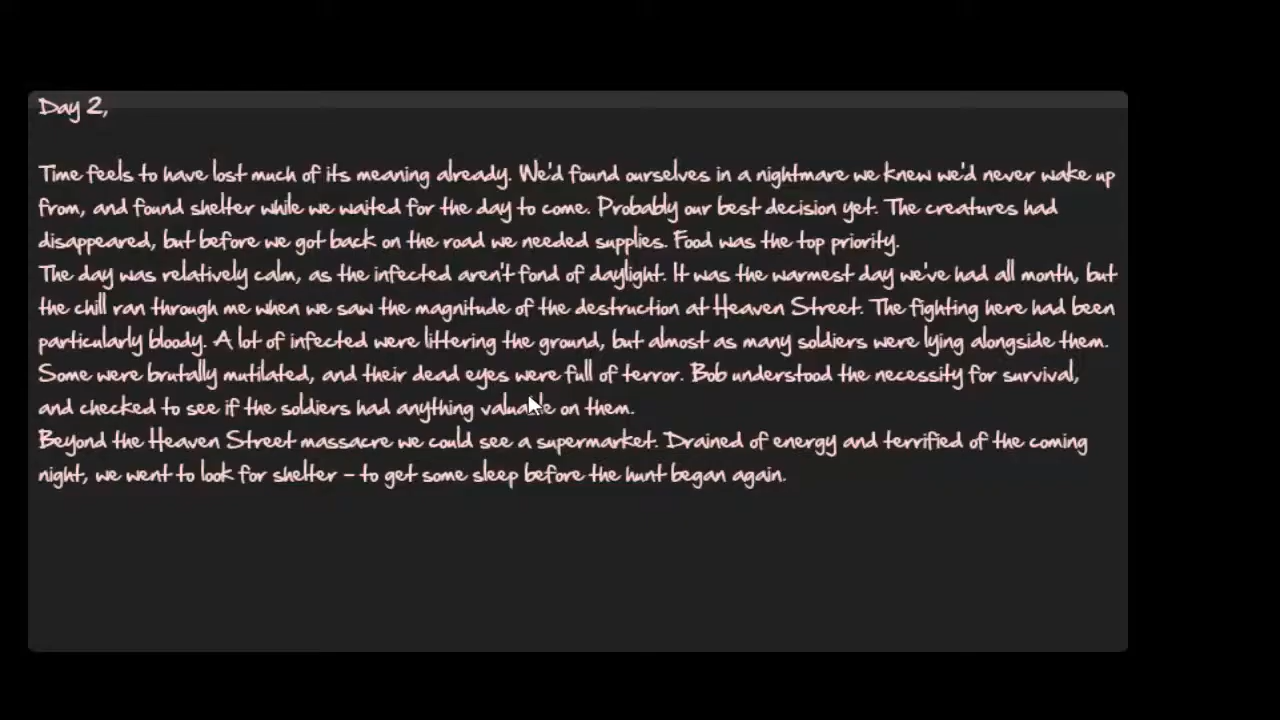 Day 2,
Time feels to have lost much of its meaning already. We'd found ourselves in a nightmare we knew we'd never wake up
from, and found shelter while we waited for the day to come. Probably our best decision yet. The creatures had
disappeared, but before we got back on the road we needed supplies. Food was the top priority.
The day was relatively calm, as the infected aren't fond of daylight. It was the warmest day we've had all month, but
the chill ran through me when we saw the magnitude of the destruction at Heaven Street. The fighting here had been
particularly bloody. A lot of infected were littering the ground, but almost as many soldiers were lying alongside them.
Some were brutally mutilated, and their dead eyes were full of terror. Bob understood the necessity for survival,
and checked to see if the soldiers had anything valuable on them.
Beyond the Heaven Street massacre we could see a supermarket. Drained of energy and terrified of the coming
night, we went to look for shelter – to get some sleep before the hunt began again.